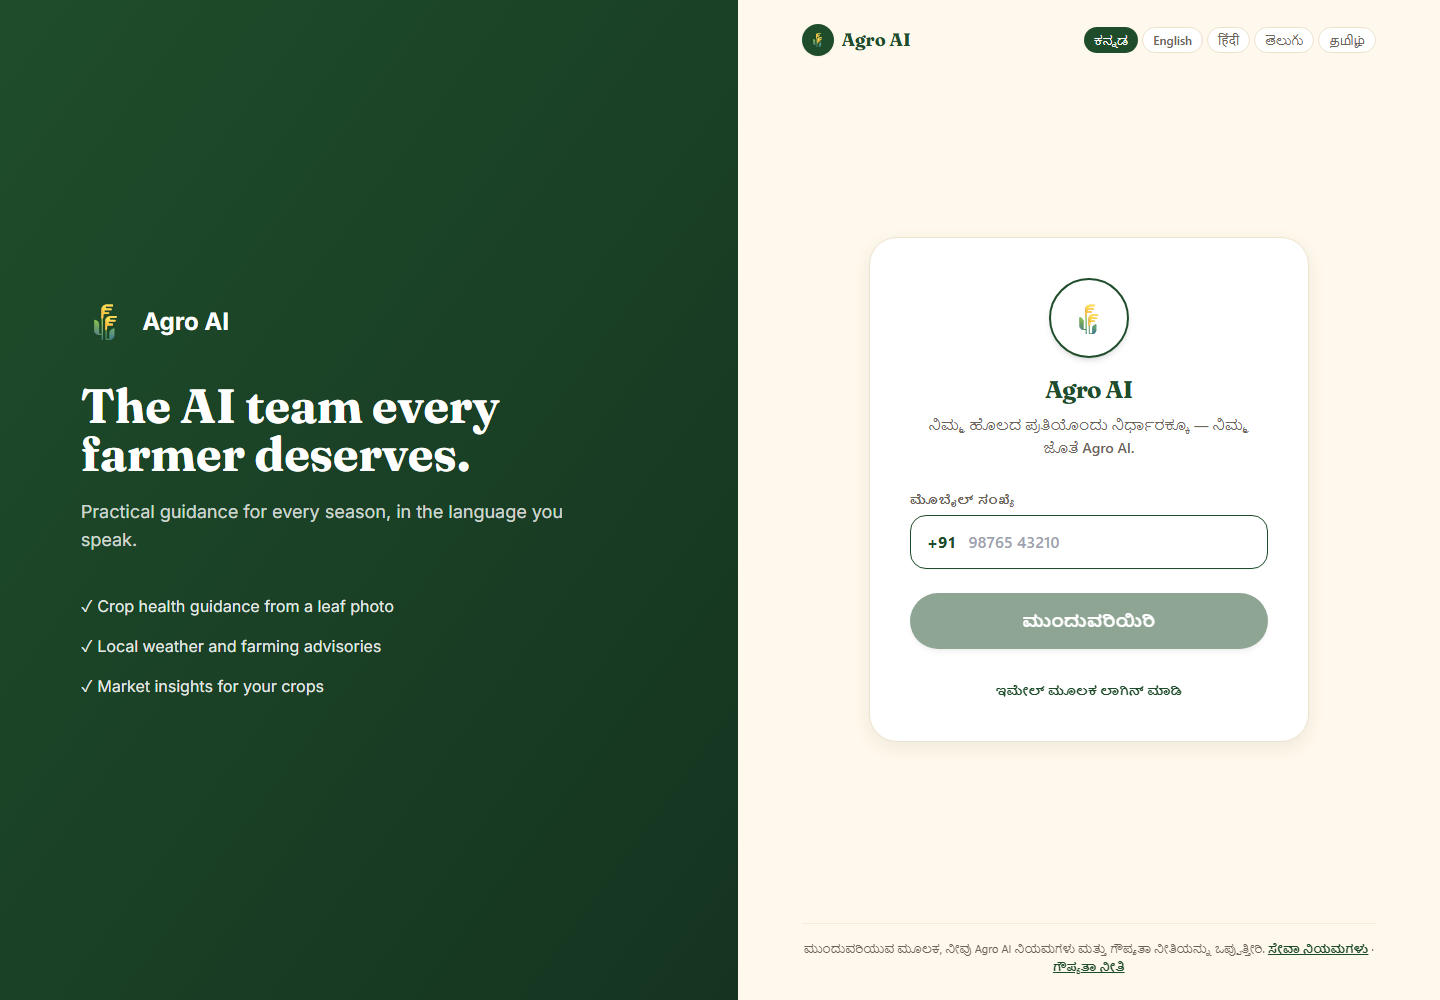 Agro AI
The AI team every
farmer deserves.
Practical guidance for every season, in the language you
speak.
✓ Crop health guidance from a leaf photo
✓ Local weather and farming advisories
✓ Market insights for your crops
Agro AI
ಕನ್ನಡ English हिंदी తెలుగు தமிழ்
Agro AI
ನಿಮ್ಮ ಹೊಲದ ಪ್ರತಿಯೊಂದು ನಿರ್ಧಾರಕ್ಕೂ — ನಿಮ್ಮ
ಜೊತೆ Agro AI.
ಮೊಬೈಲ್ ಸಂಖ್ಯೆ
+91 98765 43210
ಮುಂದುವರಿಯಿರಿ
ಇಮೇಲ್ ಮೂಲಕ ಲಾಗಿನ್ ಮಾಡಿ
ಮುಂದುವರಿಯುವ ಮೂಲಕ, ನೀವು Agro AI ನಿಯಮಗಳು ಮತ್ತು ಗೌಪ್ಯತಾ ನೀತಿಯನ್ನು ಒಪ್ಪುತ್ತೀರಿ. ಸೇವಾ ನಿಯಮಗಳು ·
ಗೌಪ್ಯತಾ ನೀತಿ